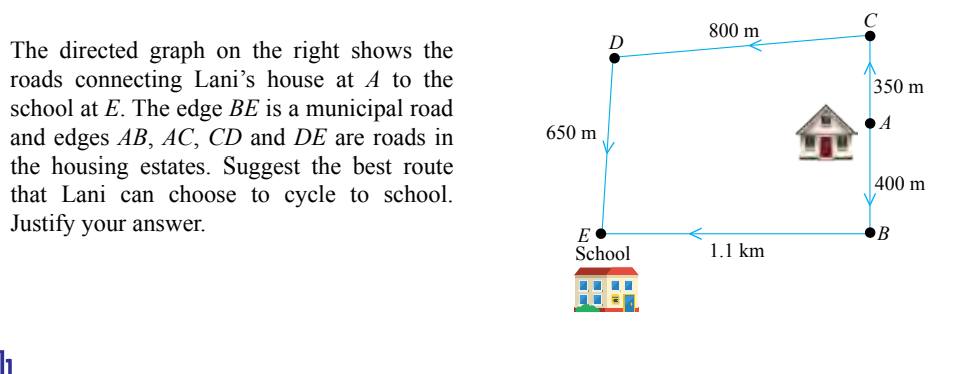 The directed graph on the right shows the
roads connecting Lani’s house at A to the
school at E. The edge BE is a municipal road
and edges AB, AC, CD and DE are roads in
the housing estates. Suggest the best route
that Lani can choose to cycle to school.
Justify your answer.
C
800 m
D
350 m
A
650 m
400 m
E
B
School
1.1 km